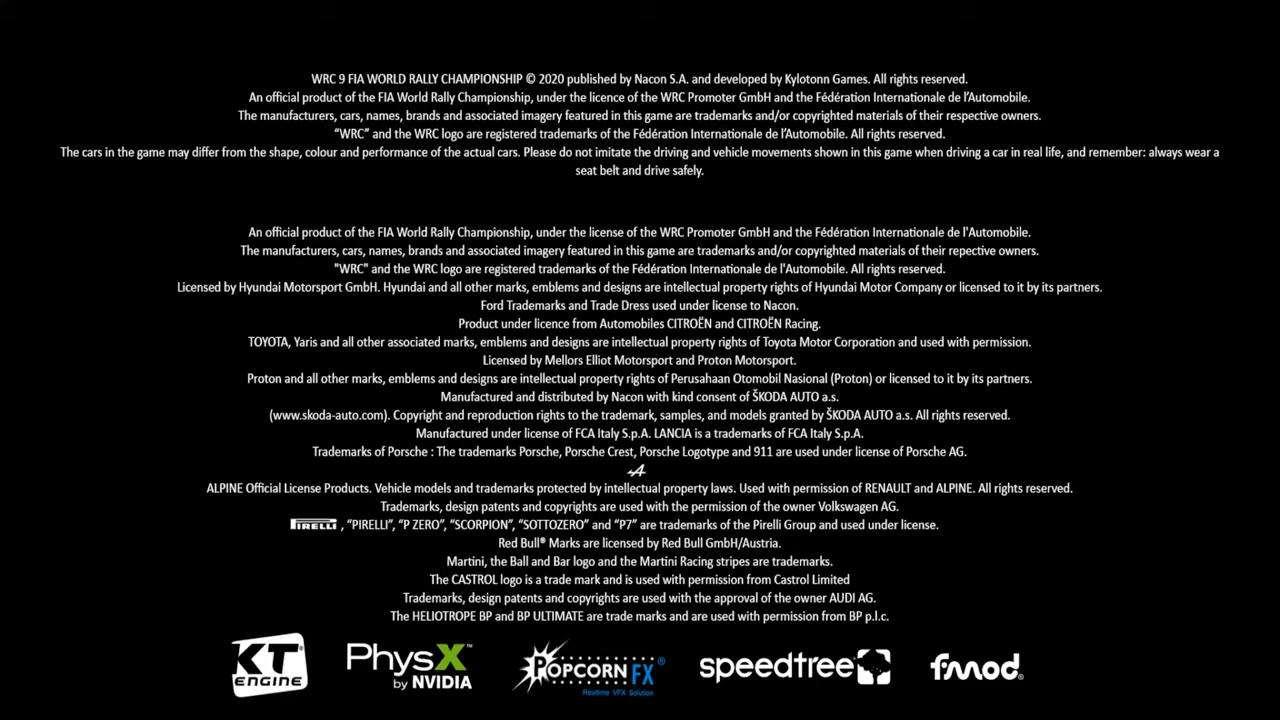 WRC 9 FIA WORLD RALLY CHAMPIONSHIP © 2020 published by Nacon S.A. and developed by Kylotonn Games. All rights reserved.
An official product of the FIA World Rally Championship, under the licence of the WRC Promoter GmbH and the Fédération Internationale de l’Automobile.
The manufacturers, cars, names, brands and associated imagery featured in this game are trademarks and/or copyrighted materials of their respective owners.
“WRC” and the WRC logo are registered trademarks of the Fédération Internationale de l’Automobile. All rights reserved.
The cars in the game may differ from the shape, colour and performance of the actual cars. Please do not imitate the driving and vehicle movements shown in this game when driving a car in real life, and remember: always wear a
seat belt and drive safely.
An official product of the FIA World Rally Championship, under the license of the WRC Promoter GmbH and the Fédération Internationale de l'Automobile.
The manufacturers, cars, names, brands and associated imagery featured in this game are trademarks and/or copyrighted materials of their repective owners.
"WRC" and the WRC logo are registered trademarks of the Fédération Internationale de l'Automobile. All rights reserved.
Licensed by Hyundai Motorsport GmbH. Hyundai and all other marks, emblems and designs are intellectual property rights of Hyundai Motor Company or licensed to it by its partners.
Ford Trademarks and Trade Dress used under license to Nacon.
Product under licence from Automobiles CITROËN and CITROËN Racing.
TOYOTA, Yaris and all other associated marks, emblems and designs are intellectual property rights of Toyota Motor Corporation and used with permission.
Licensed by Mellors Elliot Motorsport and Proton Motorsport.
Proton and all other marks, emblems and designs are intellectual property rights of Perusahaan Otomobil Nasional (Proton) or licensed to it by its partners.
Manufactured and distributed by Nacon with kind consent of ŠKODA AUTO a.s.
(www.skoda-auto.com). Copyright and reproduction rights to the trademark, samples, and models granted by ŠKODA AUTO a.s. All rights reserved.
Manufactured under license of FCA Italy S.p.A. LANCIA is a trademarks of FCA Italy S.p.A.
Trademarks of Porsche : The trademarks Porsche, Porsche Crest, Porsche Logotype and 911 are used under license of Porsche AG.
ALPINE Official License Products. Vehicle models and trademarks protected by intellectual property laws. Used with permission of RENAULT and ALPINE. All rights reserved.
Trademarks, design patents and copyrights are used with the permission of the owner Volkswagen AG.
PIRELLI , “PIRELLI”, “P ZERO”, “SCORPION”, “SOTTOZERO” and “P7” are trademarks of the Pirelli Group and used under license.
Red Bull® Marks are licensed by Red Bull GmbH/Austria.
Martini, the Ball and Bar logo and the Martini Racing stripes are trademarks.
The CASTROL logo is a trade mark and is used with permission from Castrol Limited
Trademarks, design patents and copyrights are used with the approval of the owner AUDI AG.
The HELIOTROPE BP and BP ULTIMATE are trade marks and are used with permission from BP p.l.c.
KT ENGINE
PhysX™ by NVIDIA
POPCORN FX® Realtime VFX Solution
speedtree
fmod®